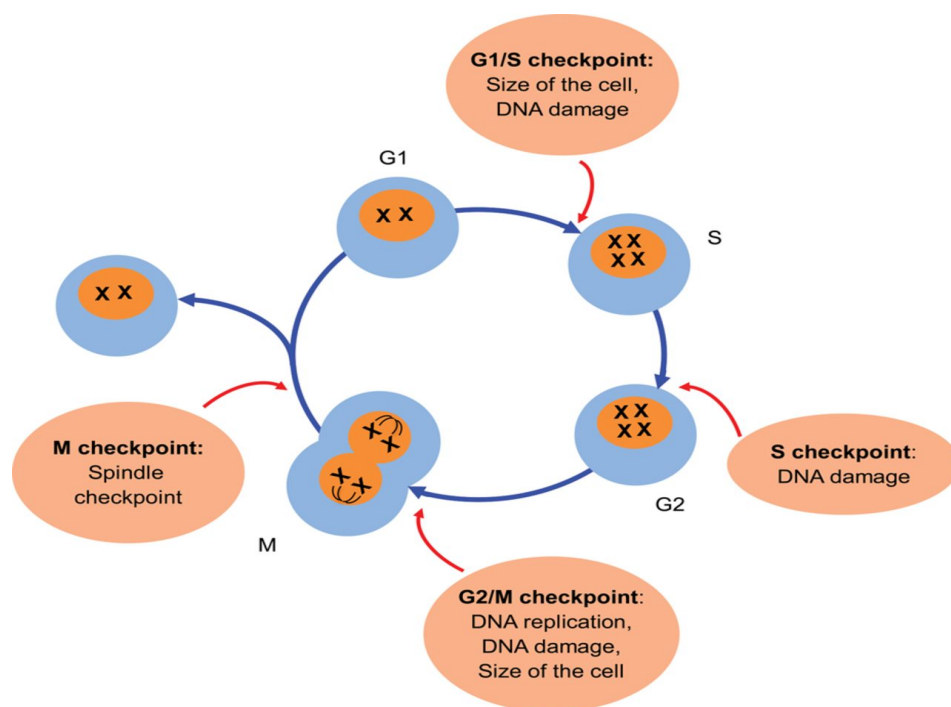 G1/S checkpoint:
Size of the cell,
DNA damage
G1
X X
S
X X
X X
X X
M checkpoint:
Spindle
checkpoint
X X
X X
X X
X X
S checkpoint:
DNA damage
G2
M
G2/M checkpoint:
DNA replication,
DNA damage,
Size of the cell